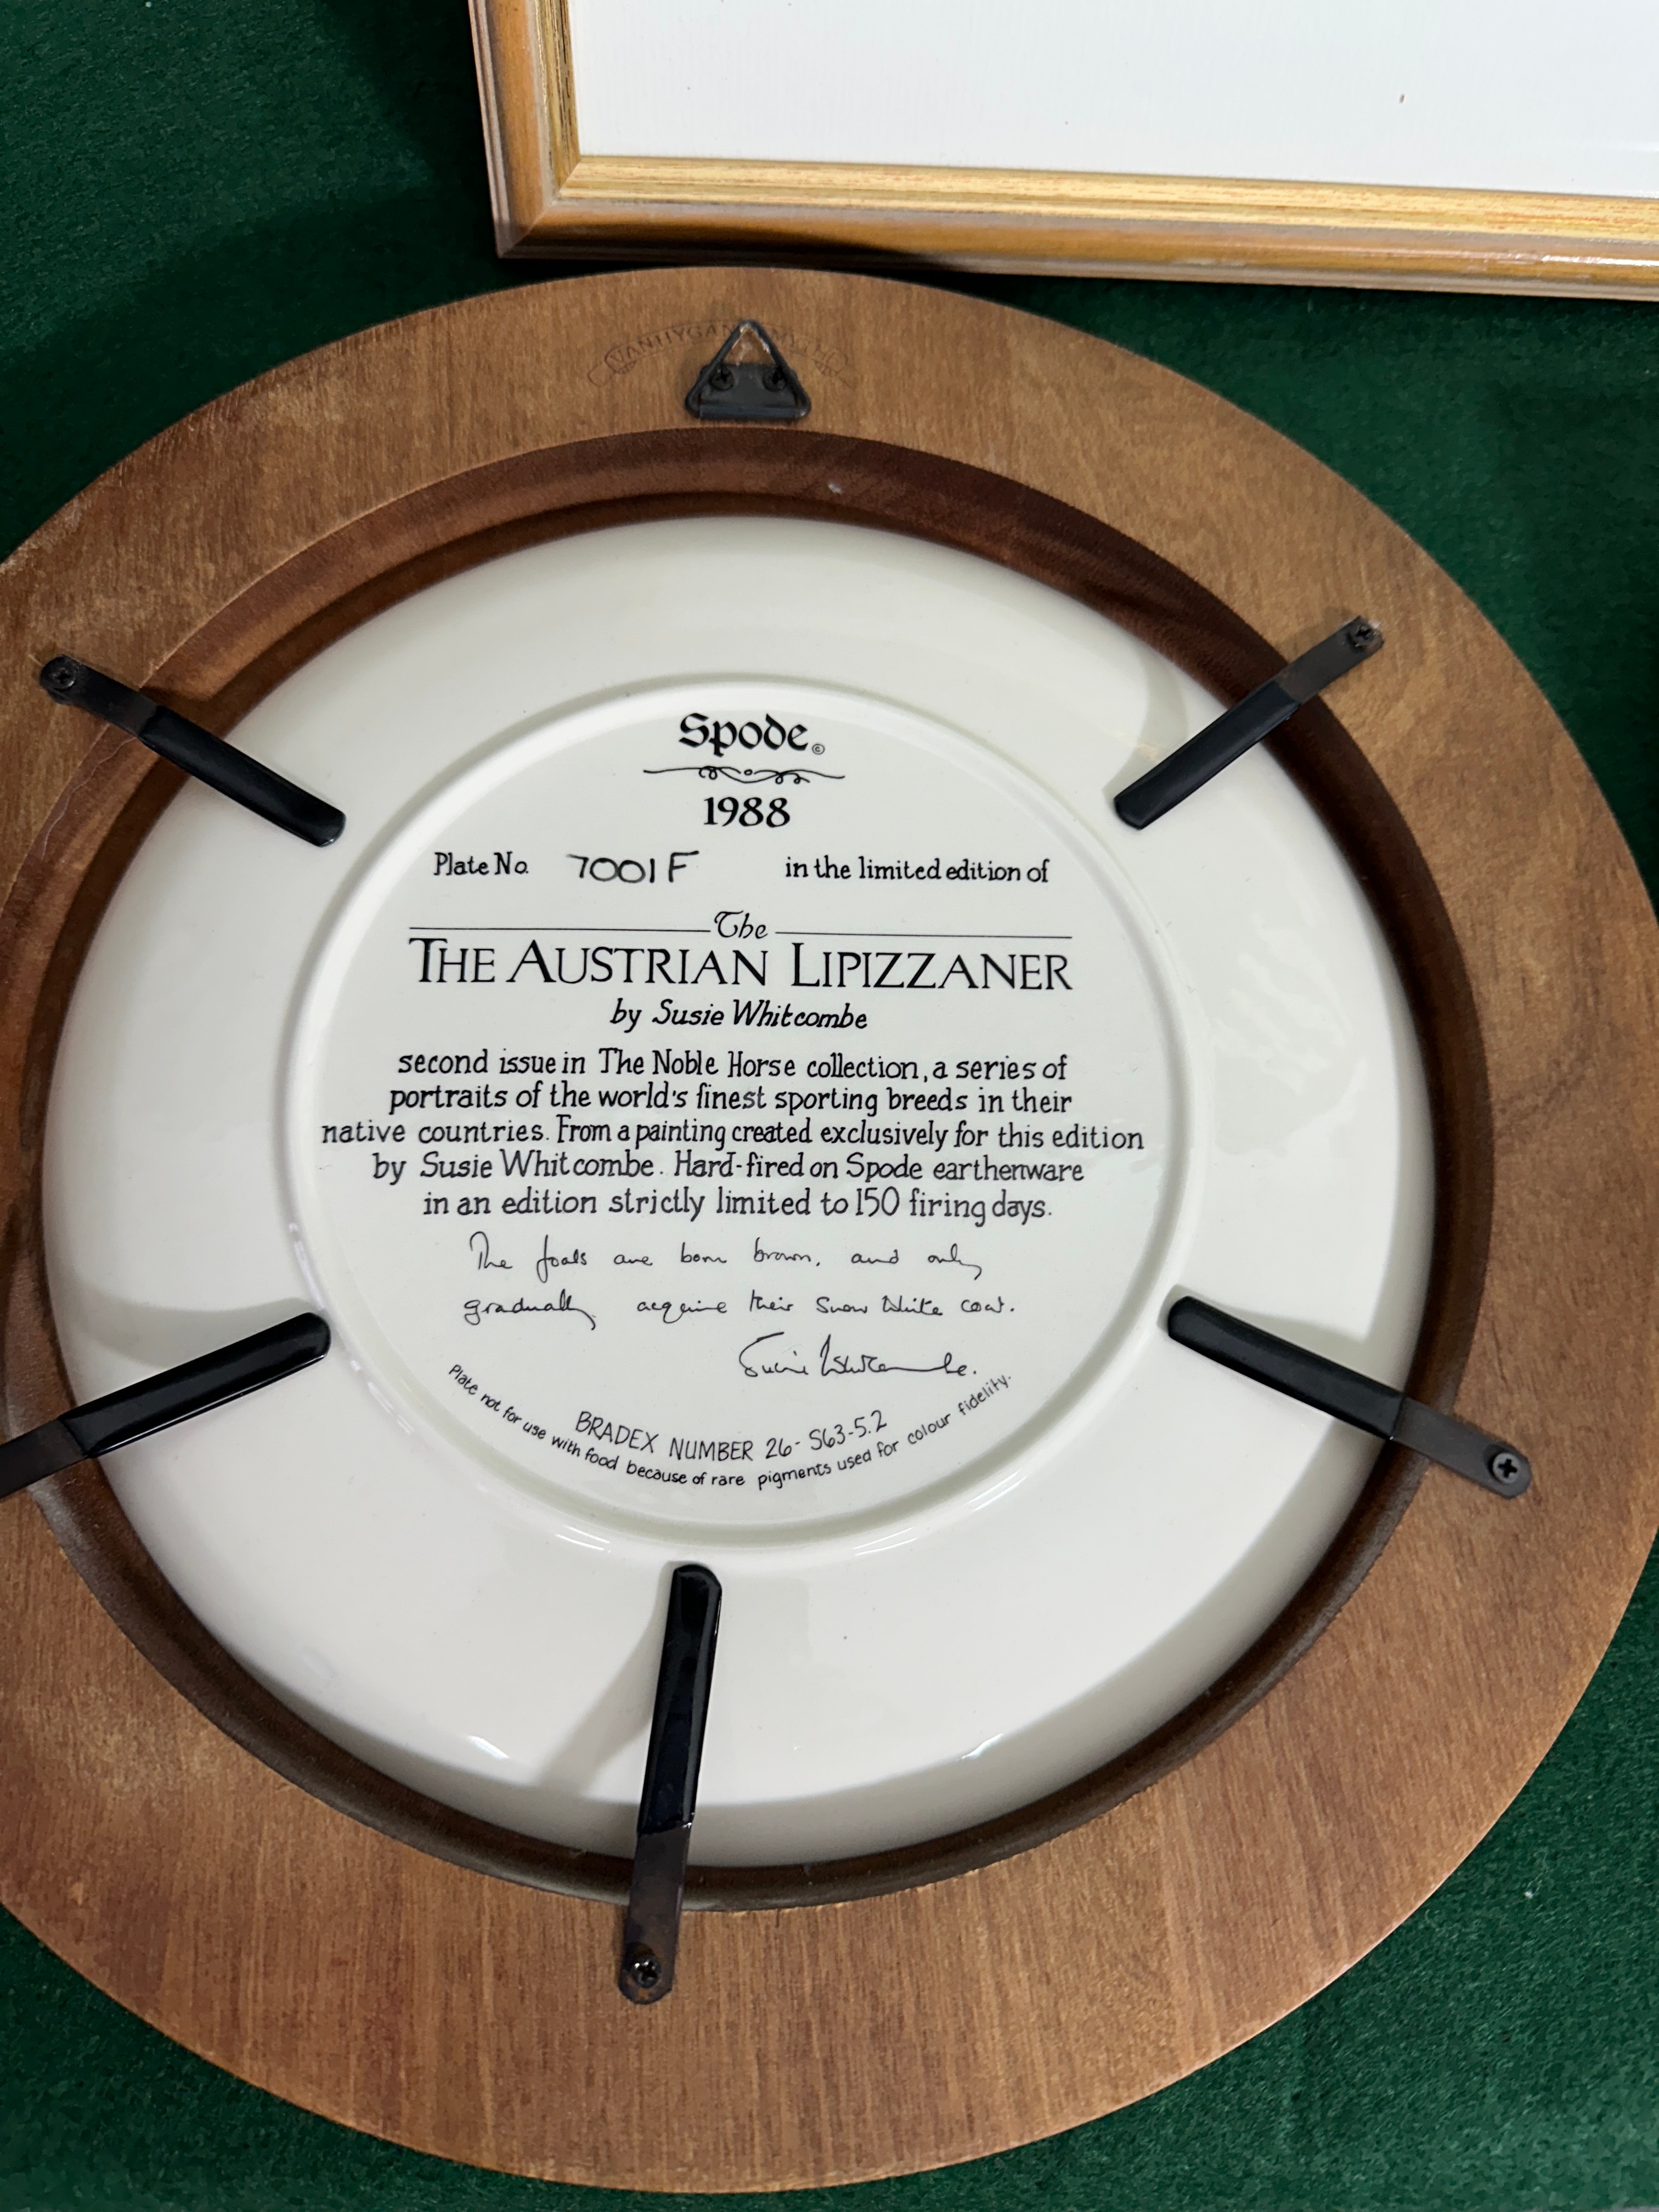 Spode ©
1988
Plate No. 7001F in the limited edition of
The
THE AUSTRIAN LIPIZZANER
by Susie Whitcombe
second issue in The Noble Horse collection, a series of
portraits of the world's finest sporting breeds in their
native countries. From a painting created exclusively for this edition
by Susie Whitcombe. Hard-fired on Spode earthenware
in an edition strictly limited to 150 firing days.
The foals are born brown, and only
gradually acquire their snow white coat.
Susie Whitcombe.
BRADEX NUMBER 26-S63-5.2
Plate not for use with food because of rare pigments used for colour fidelity.